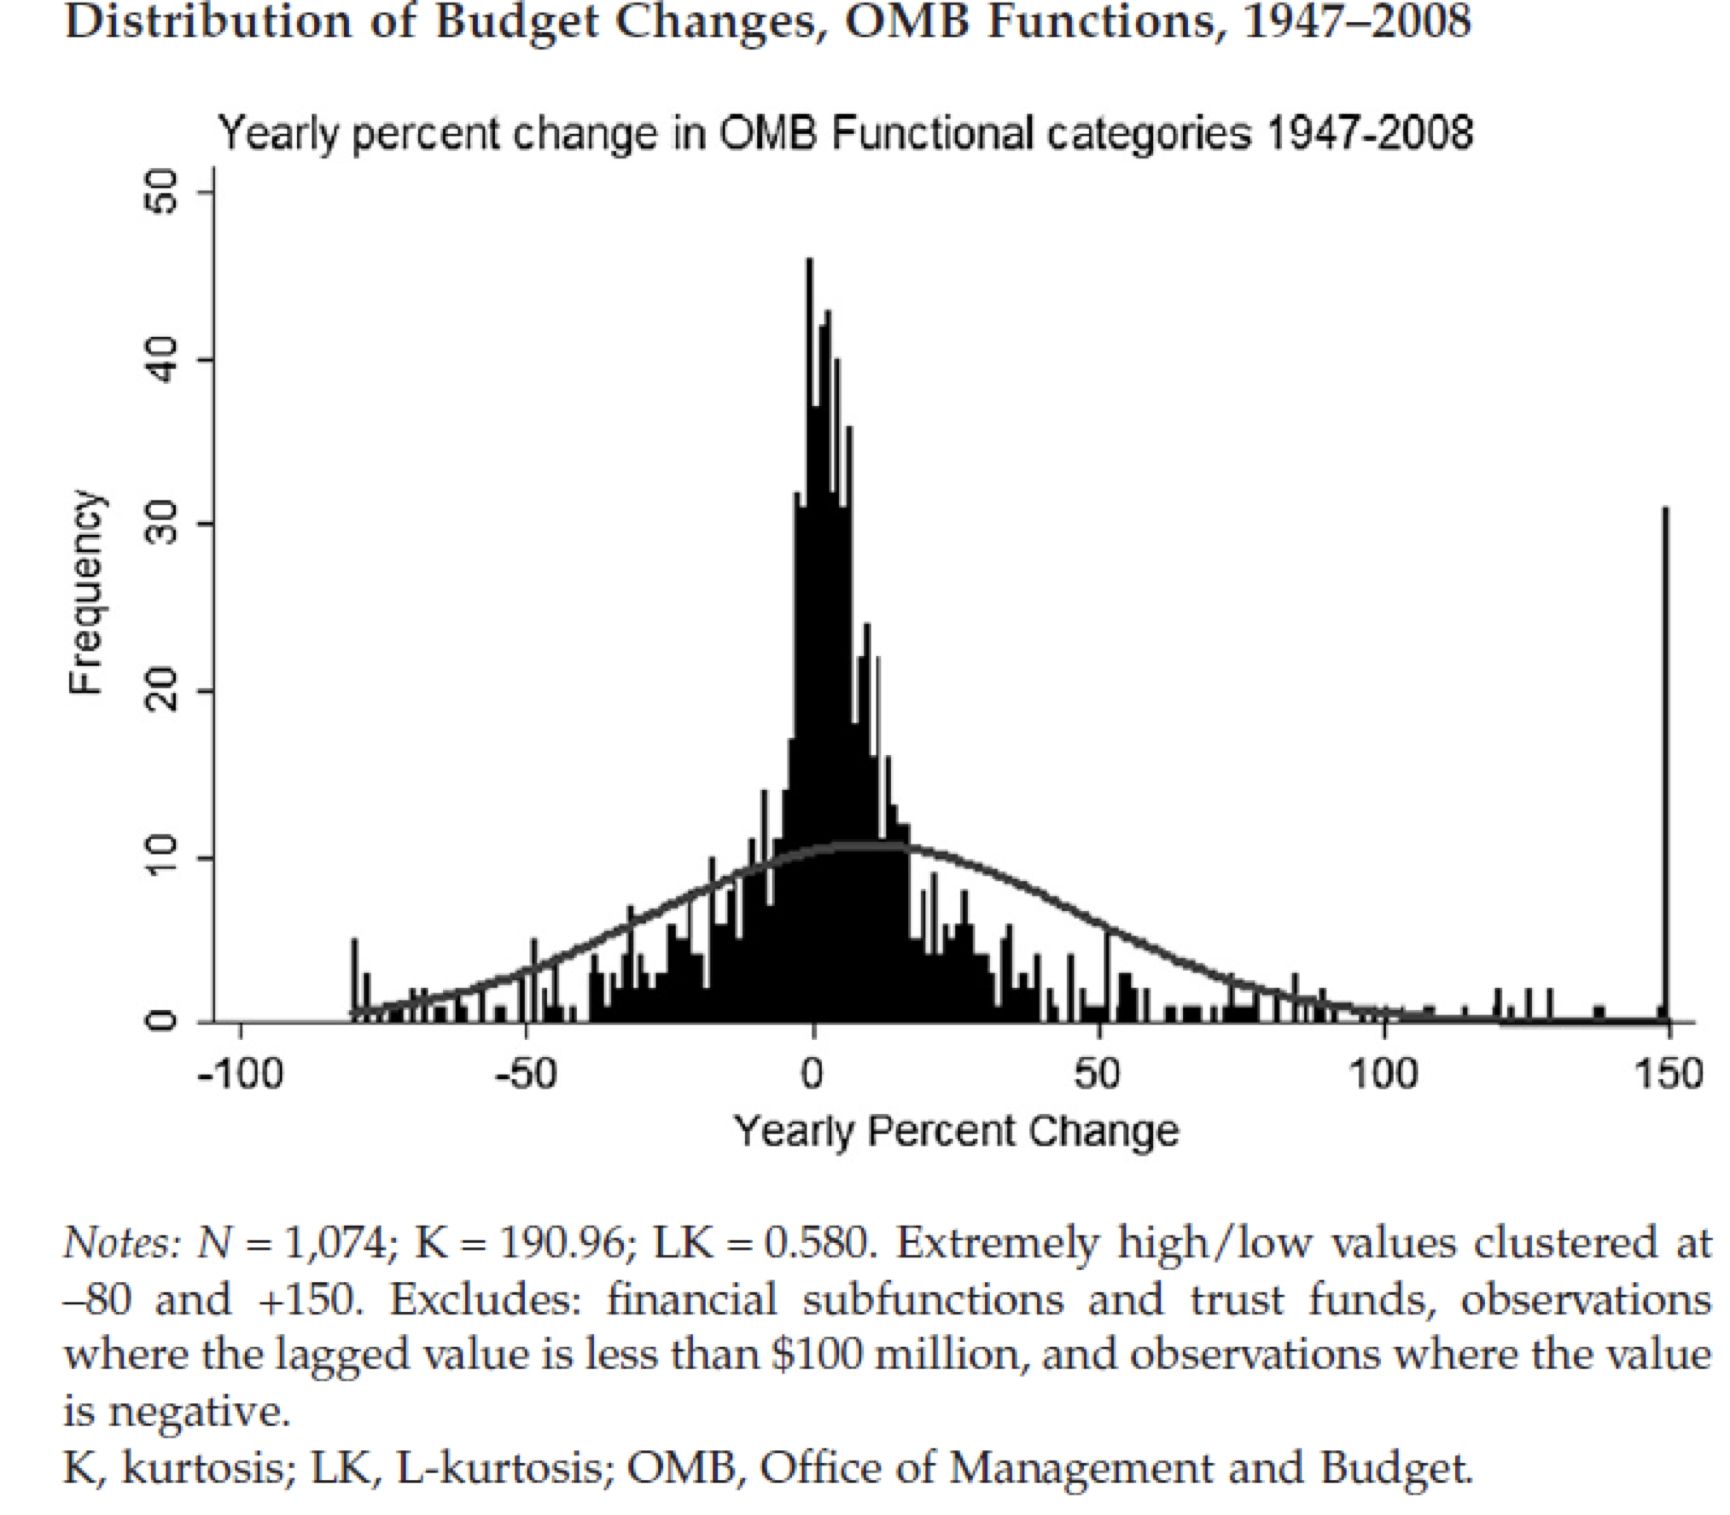 Distribution of Budget Changes, OMB Functions, 1947–2008
Yearly percent change in OMB Functional categories 1947-2008
50
40
30
20
10
0
Frequency
-100
-50
0
50
100
150
Yearly Percent Change
Notes: N = 1,074; K = 190.96; LK = 0.580. Extremely high/low values clustered at
–80 and +150. Excludes: financial subfunctions and trust funds, observations
where the lagged value is less than $100 million, and observations where the value
is negative.
K, kurtosis; LK, L-kurtosis; OMB, Office of Management and Budget.